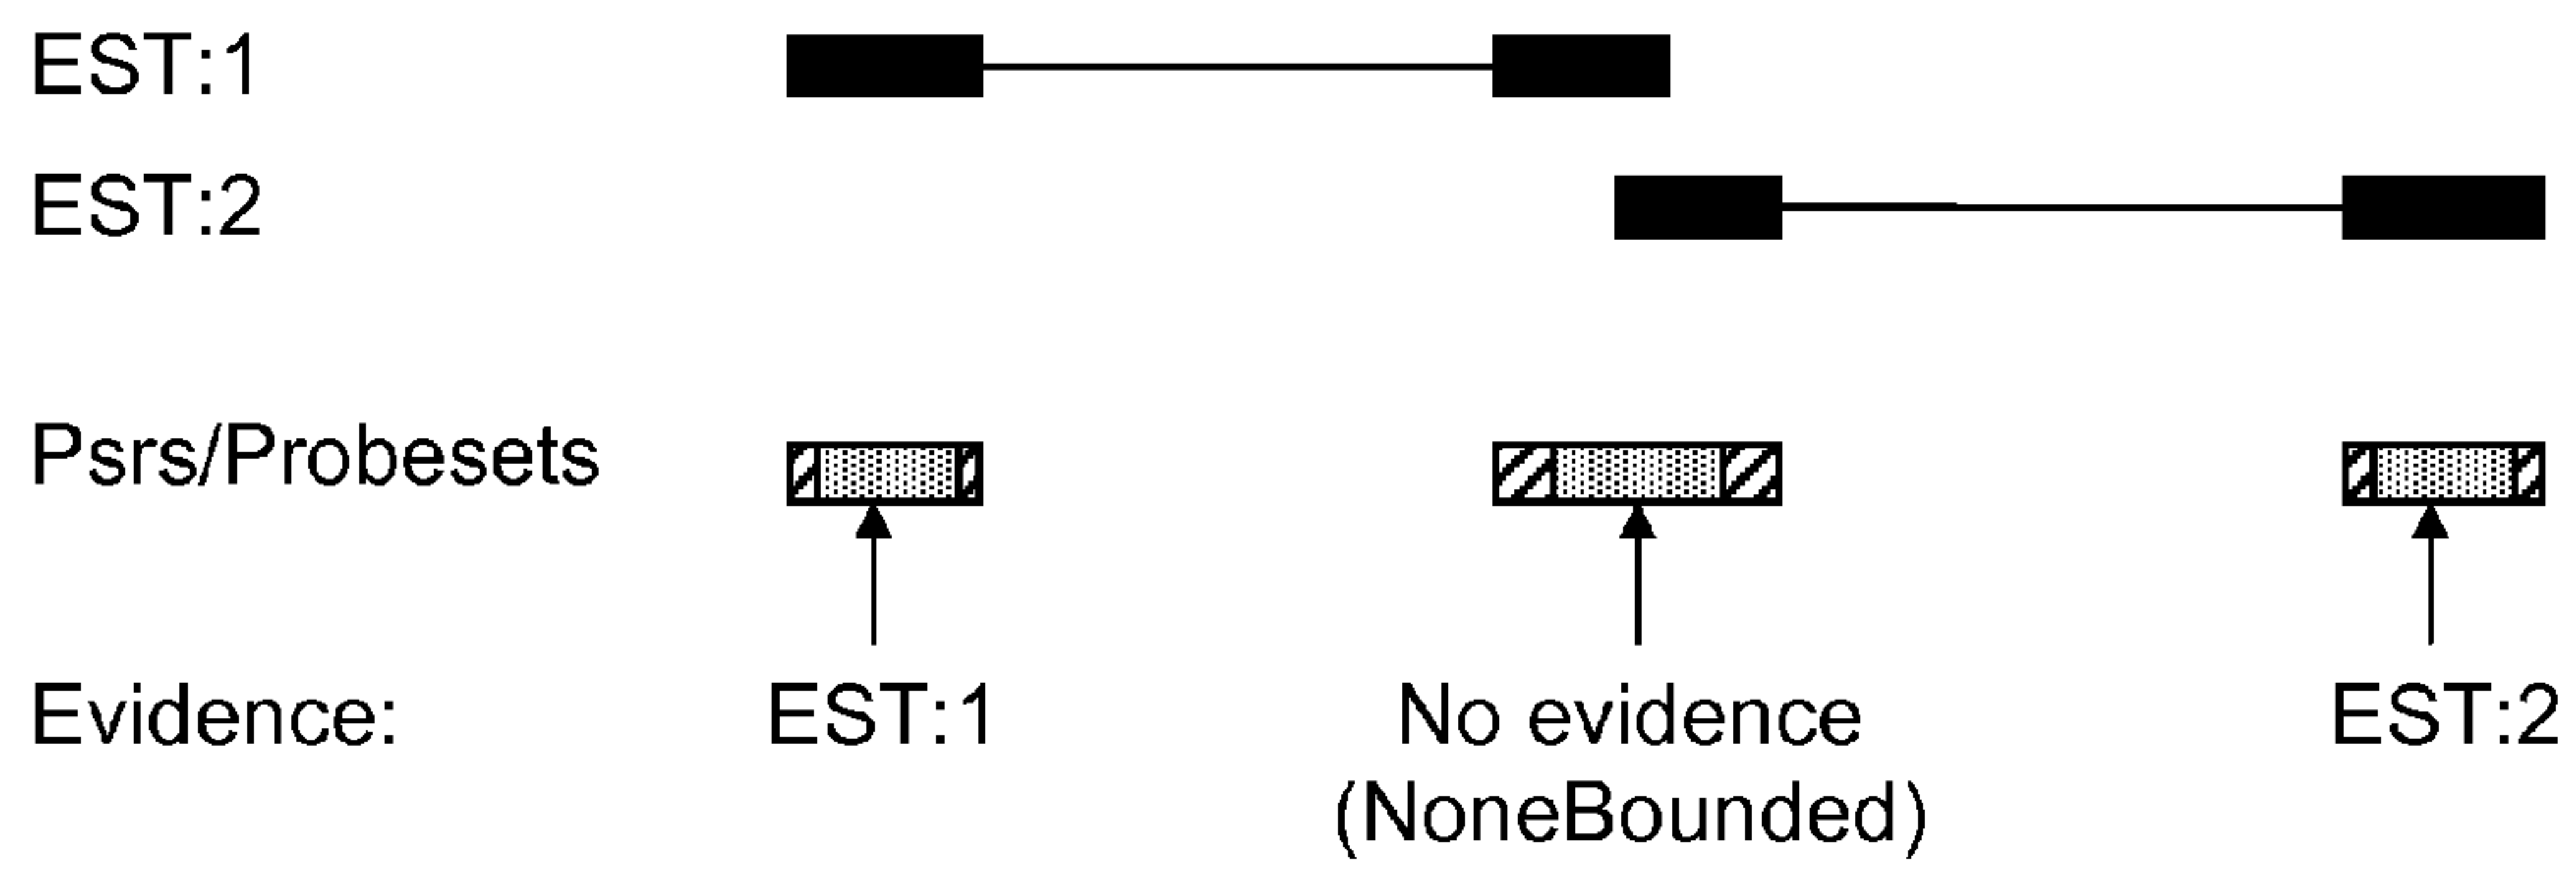 EST:1
EST:2
Psrs/Probesets
Evidence: EST:1 No evidence EST:2
(NoneBounded)